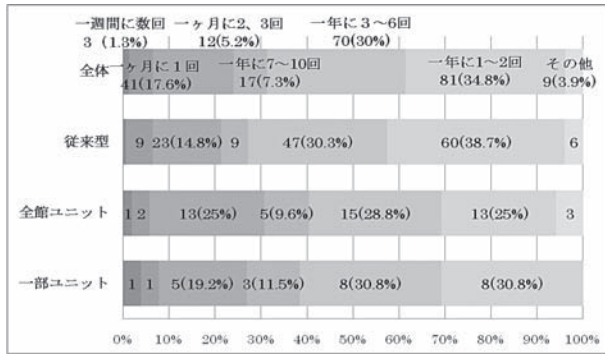 一週間に数回 一ヶ月に2、3回 一年に3～6回
3 (1.3%) 12(5.2%) 70(30%)
全体 一ヶ月に1回 一年に7～10回 一年に1～2回 その他
41(17.6%) 17(7.3%) 81(34.8%) 9(3.9%)
従来型 9 23(14.8%) 9 47(30.3%) 60(38.7%) 6
全館ユニット 1 2 13(25%) 5(9.6%) 15(28.8%) 13(25%) 3
一部ユニット 1 1 5(19.2%) 3(11.5%) 8(30.8%) 8(30.8%)
0% 10% 20% 30% 40% 50% 60% 70% 80% 90% 100%